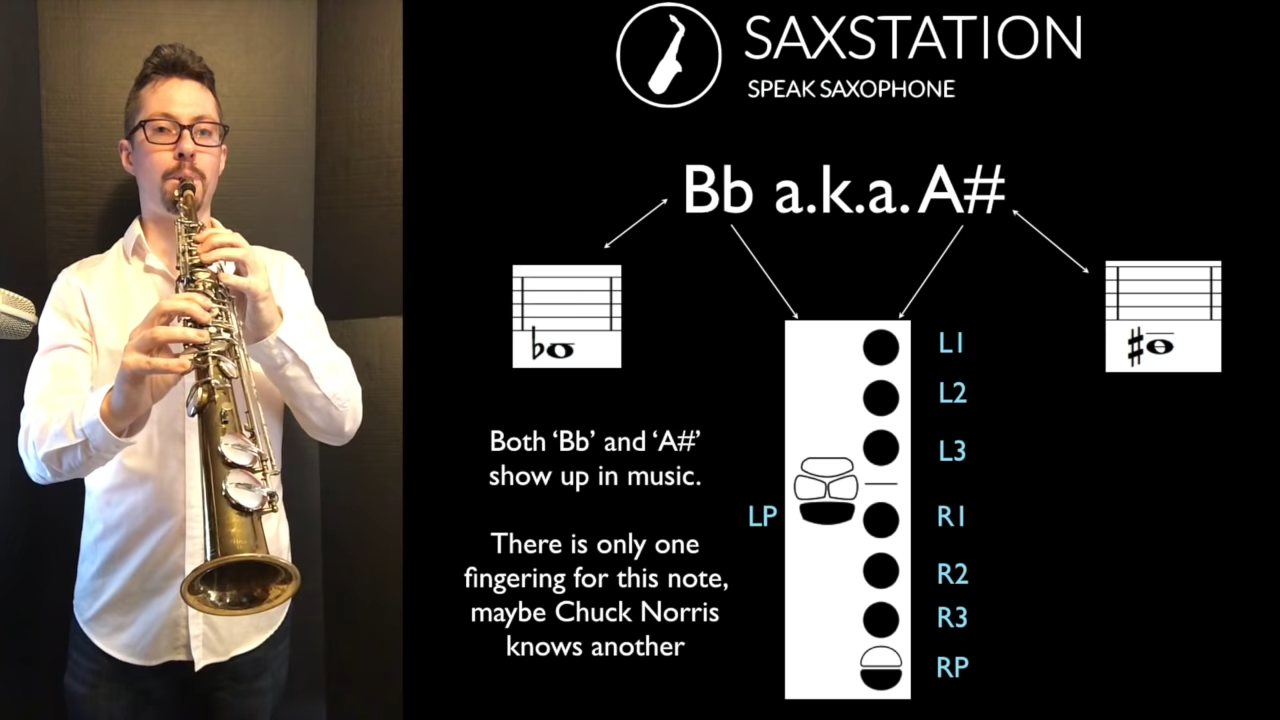 SAXSTATION
SPEAK SAXOPHONE
Bb a.k.a. A#
L1
L2
L3
LP
R1
R2
R3
RP
Both ‘Bb’ and ‘A#’
show up in music.
There is only one
fingering for this note,
maybe Chuck Norris
knows another